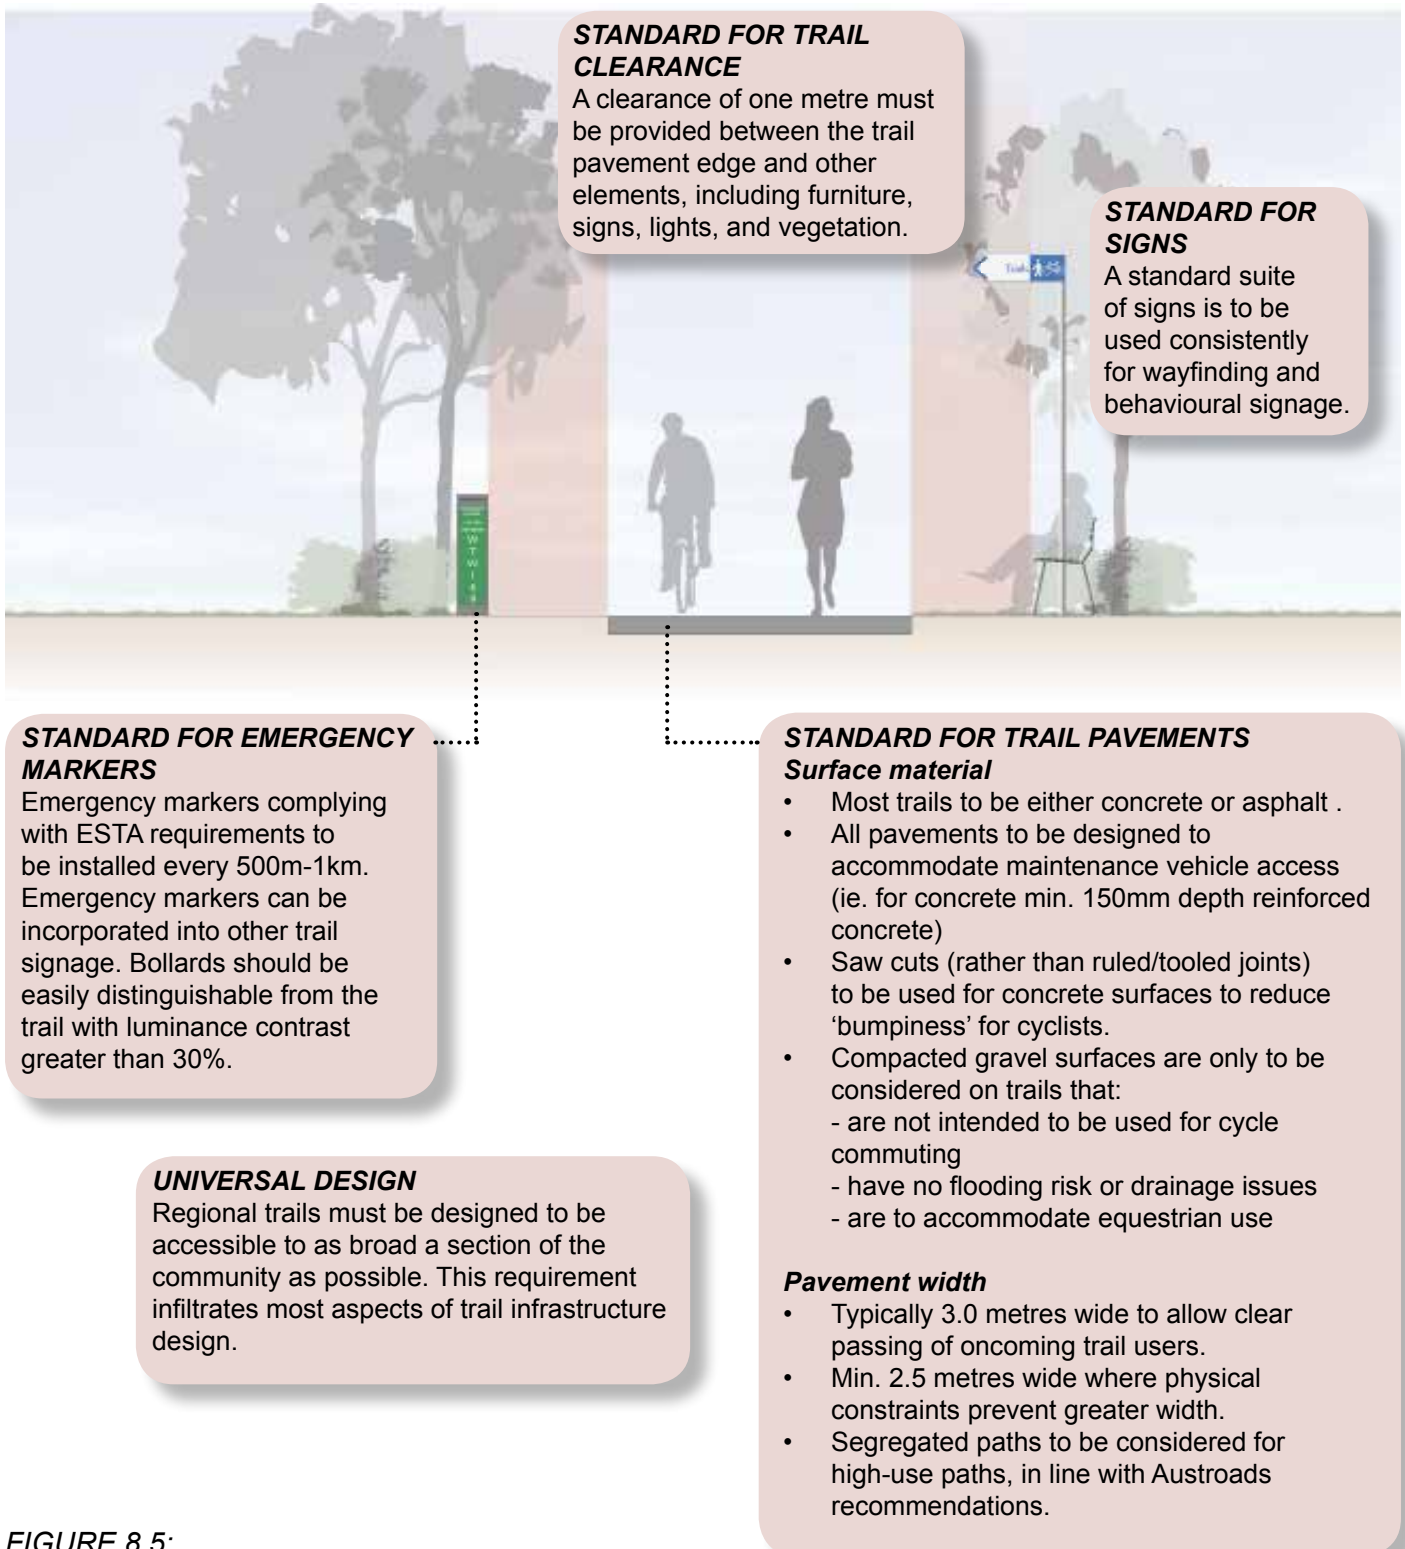 STANDARD FOR TRAIL
CLEARANCE
A clearance of one metre must
be provided between the trail
pavement edge and other
elements, including furniture,
signs, lights, and vegetation.
STANDARD FOR
SIGNS
A standard suite
of signs is to be
used consistently
for wayfinding and
behavioural signage.
Trail
W
T
W
I
STANDARD FOR EMERGENCY
MARKERS
Emergency markers complying
with ESTA requirements to
be installed every 500m-1km.
Emergency markers can be
incorporated into other trail
signage. Bollards should be
easily distinguishable from the
trail with luminance contrast
greater than 30%.
UNIVERSAL DESIGN
Regional trails must be designed to be
accessible to as broad a section of the
community as possible. This requirement
infiltrates most aspects of trail infrastructure
design.
STANDARD FOR TRAIL PAVEMENTS
Surface material
• Most trails to be either concrete or asphalt .
• All pavements to be designed to
accommodate maintenance vehicle access
(ie. for concrete min. 150mm depth reinforced
concrete)
• Saw cuts (rather than ruled/tooled joints)
to be used for concrete surfaces to reduce
‘bumpiness’ for cyclists.
• Compacted gravel surfaces are only to be
considered on trails that:
- are not intended to be used for cycle
commuting
- have no flooding risk or drainage issues
- are to accommodate equestrian use
Pavement width
• Typically 3.0 metres wide to allow clear
passing of oncoming trail users.
• Min. 2.5 metres wide where physical
constraints prevent greater width.
• Segregated paths to be considered for
high-use paths, in line with Austroads
recommendations.
FIGURE 8.5: